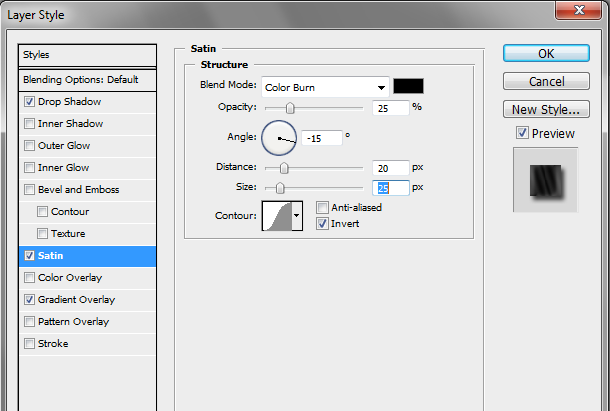 Layer Style
Styles
Blending Options: Default
Drop Shadow
Inner Shadow
Outer Glow
Inner Glow
Bevel and Emboss
Contour
Texture
Satin
Color Overlay
Gradient Overlay
Pattern Overlay
Stroke
Satin
Structure
Blend Mode: Color Burn
Opacity: 25 %
Angle: -15 °
Distance: 20 px
Size: 25 px
Contour: Anti-aliased
Invert
OK
Cancel
New Style...
Preview